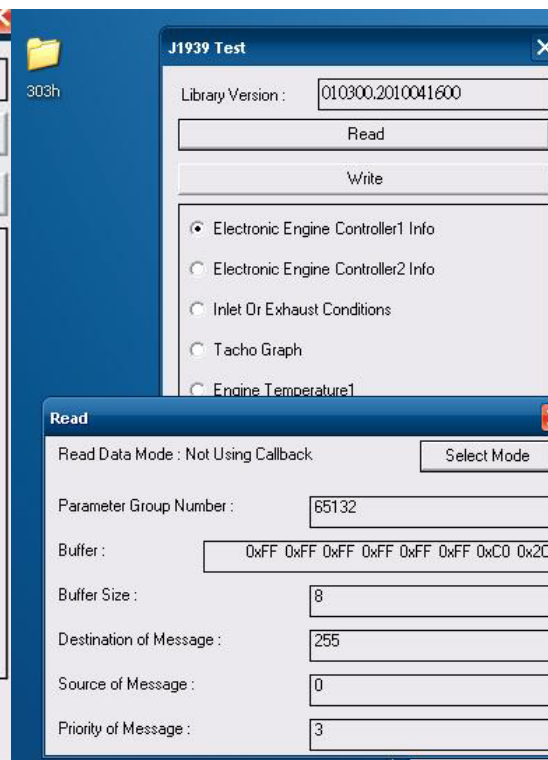 303h
J1939 Test
Library Version : 010300.2010041600
Read
Write
Electronic Engine Controller1 Info
Electronic Engine Controller2 Info
Inlet Or Exhaust Conditions
Tacho Graph
Engine Temperature1
Read
Read Data Mode : Not Using Callback Select Mode
Parameter Group Number : 65132
Buffer : 0xFF 0xFF 0xFF 0xFF 0xFF 0xFF 0xC0 0x2C
Buffer Size : 8
Destination of Message : 255
Source of Message : 0
Priority of Message : 3